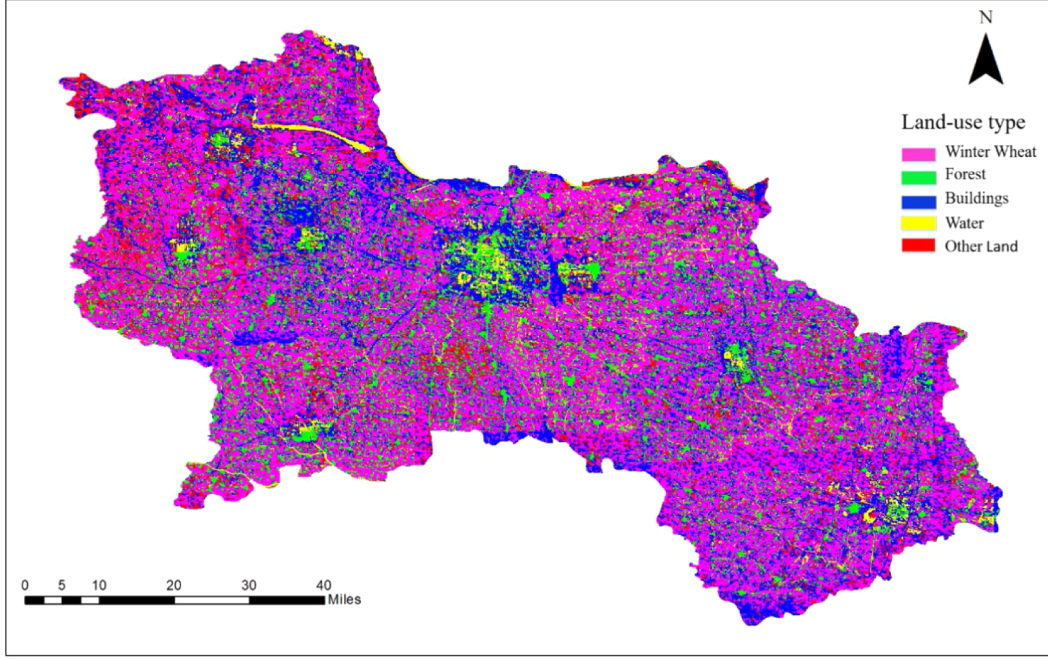 N
Land-use type
Winter Wheat
Forest
Buildings
Water
Other Land
0 5 10 20 30 40
Miles